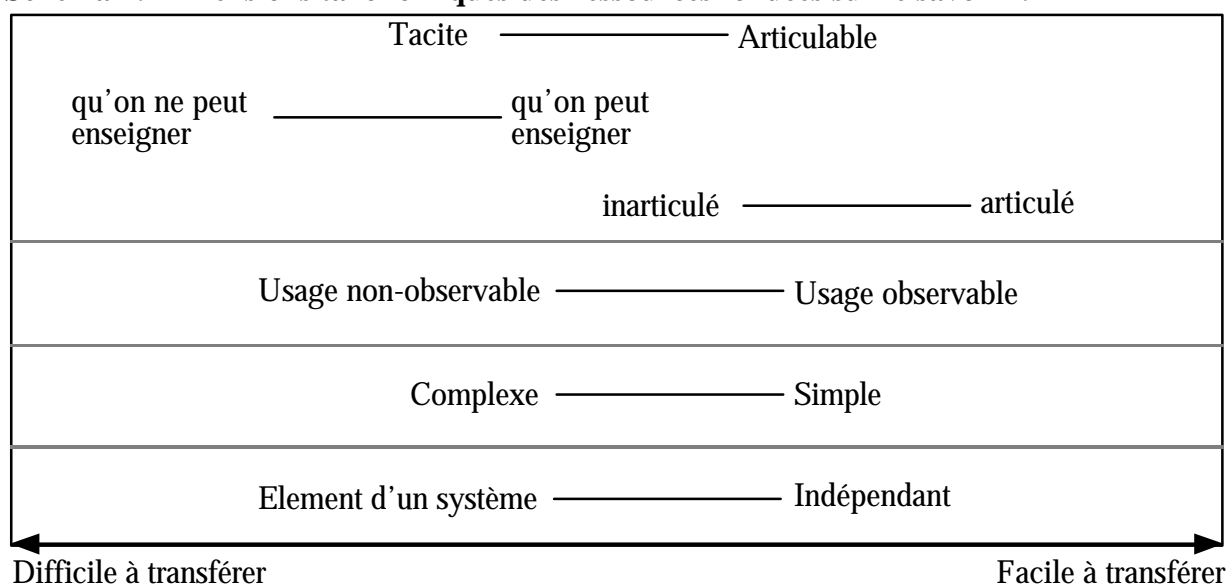 Tacite Articulable
qu'on ne peut qu'on peut
enseigner enseigner
inarticulé articulé
Usage non-observable Usage observable
Complexe Simple
Element d'un système Indépendant
Difficile à transférer Facile à transférer